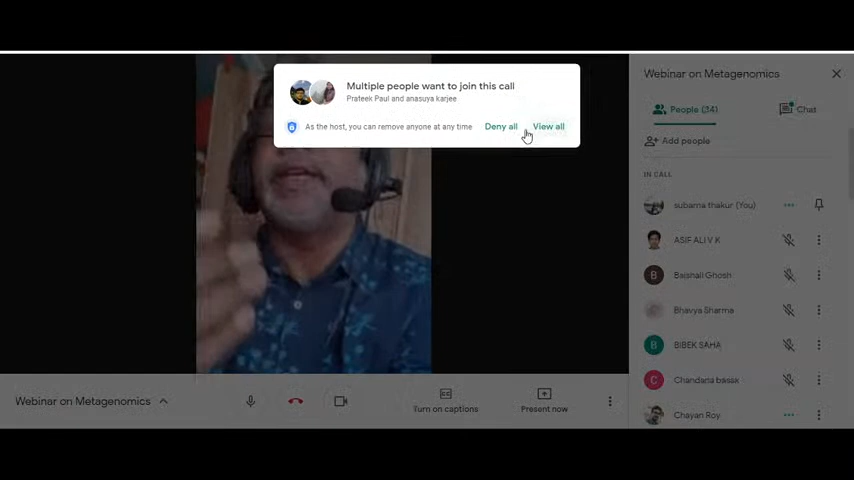 Multiple people want to join this call
Prateek Paul and anasuya karjee
As the host, you can remove anyone at any time
Deny all
View all
Webinar on Metagenomics
People (34)
Chat
Add people
IN CALL
subarna thakur (You)
ASIF ALI V K
B
Baishali Ghosh
Bhavya Sharma
B
BIBEK SAHA
C
Chandana basak
Chayan Roy
Webinar on Metagenomics
Turn on captions
Present now